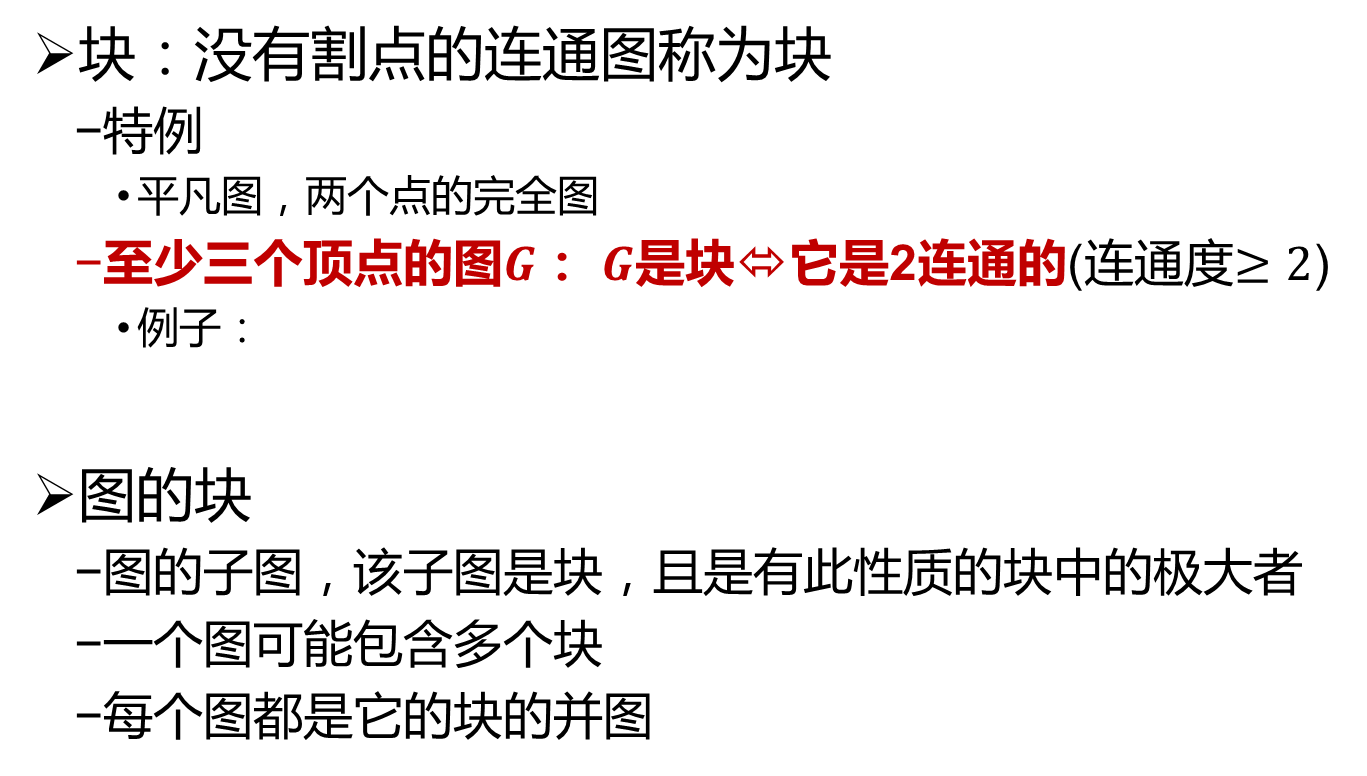 ➢块：没有割点的连通图称为块
–特例
•平凡图，两个点的完全图
–至少三个顶点的图G： G是块⇔它是2连通的(连通度≥ 2)
•例子：
➢图的块
–图的子图，该子图是块，且是有此性质的块中的极大者
–一个图可能包含多个块
–每个图都是它的块的并图